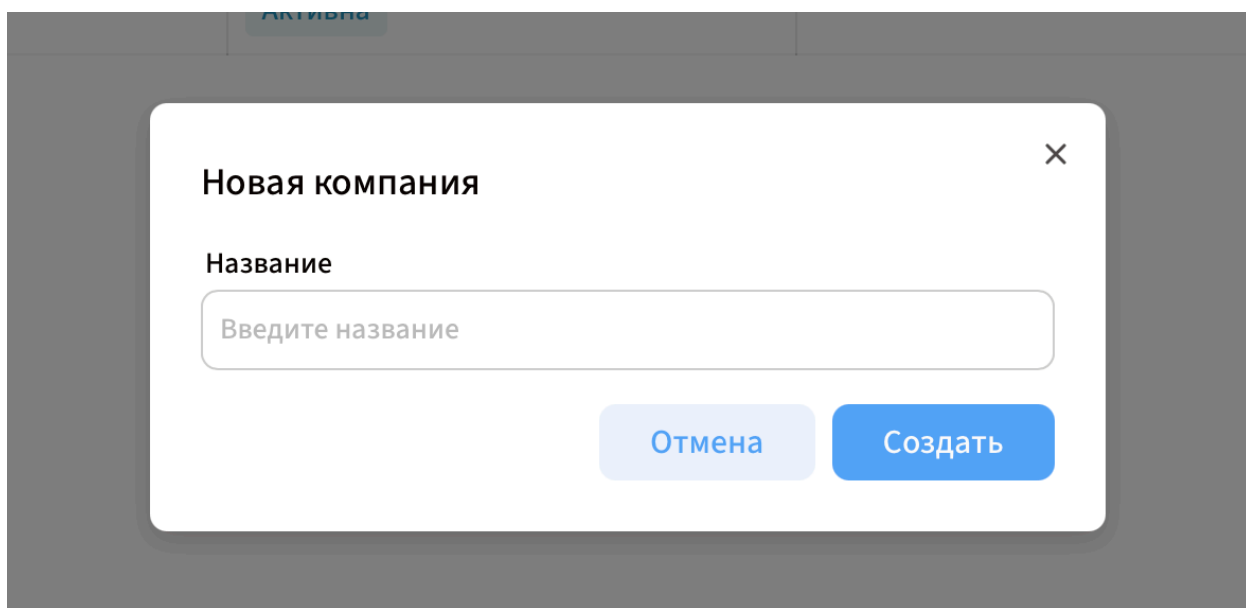 Активна
Новая компания
Название
Введите название
Отмена
Создать